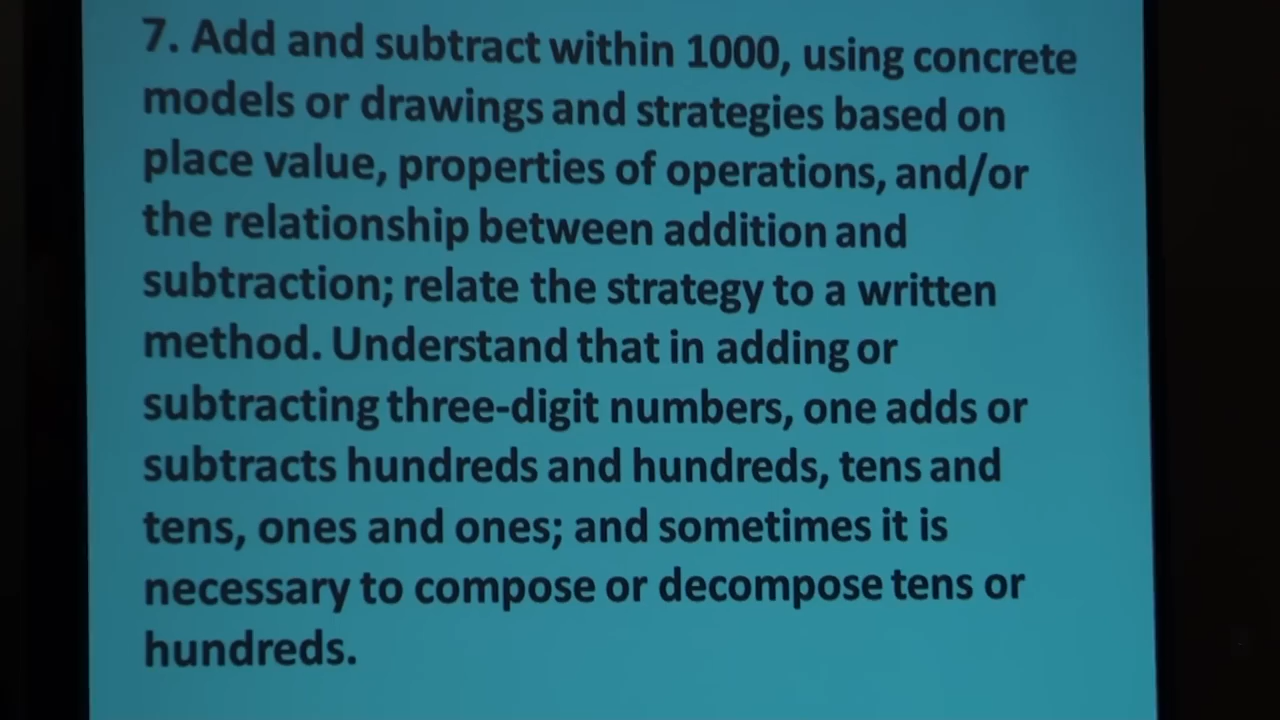 7. Add and subtract within 1000, using concrete
models or drawings and strategies based on
place value, properties of operations, and/or
the relationship between addition and
subtraction; relate the strategy to a written
method. Understand that in adding or
subtracting three-digit numbers, one adds or
subtracts hundreds and hundreds, tens and
tens, ones and ones; and sometimes it is
necessary to compose or decompose tens or
hundreds.